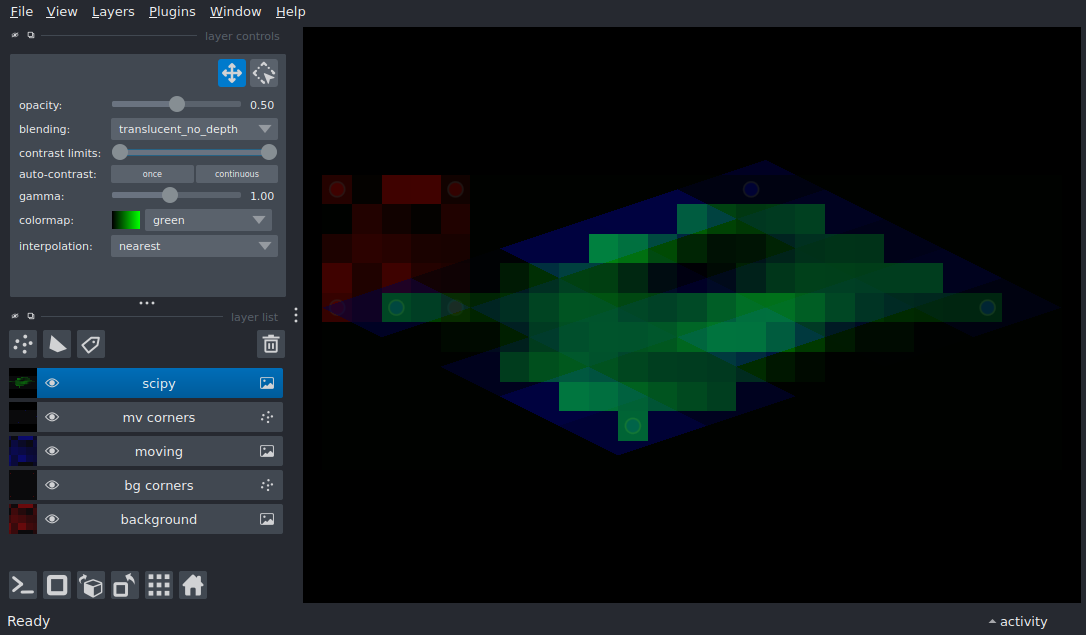 File View Layers Plugins Window Help
layer controls
opacity: 0.50
blending: translucent_no_depth
contrast limits:
auto-contrast: once continuous
gamma: 1.00
colormap: green
interpolation: nearest
layer list
scipy
mv corners
moving
bg corners
background
Ready activity